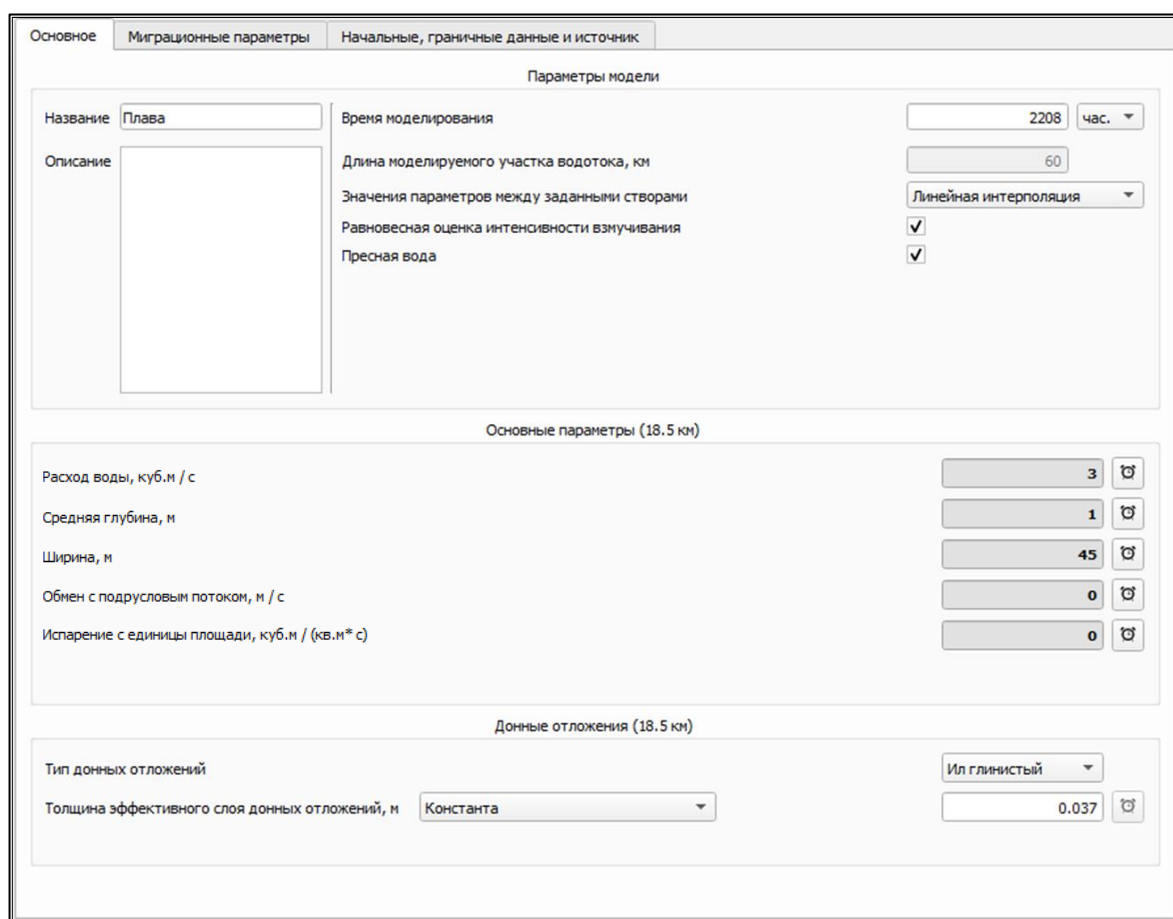 Основное Миграционные параметры Начальные, граничные данные и источник
Параметры модели
Название Плава Время моделирования 2208 час.
Описание Длина моделируемого участка водотока, км 60
Значения параметров между заданными створами Линейная интерполяция
Равновесная оценка интенсивности взмучивания
Пресная вода
Основные параметры (18.5 км)
Расход воды, куб.м / с 3
Средняя глубина, м 1
Ширина, м 45
Обмен с подрусловым потоком, м / с 0
Испарение с единицы площади, куб.м / (кв.м* с) 0
Донные отложения (18.5 км)
Тип донных отложений Ил глинистый
Толщина эффективного слоя донных отложений, м Константа 0.037